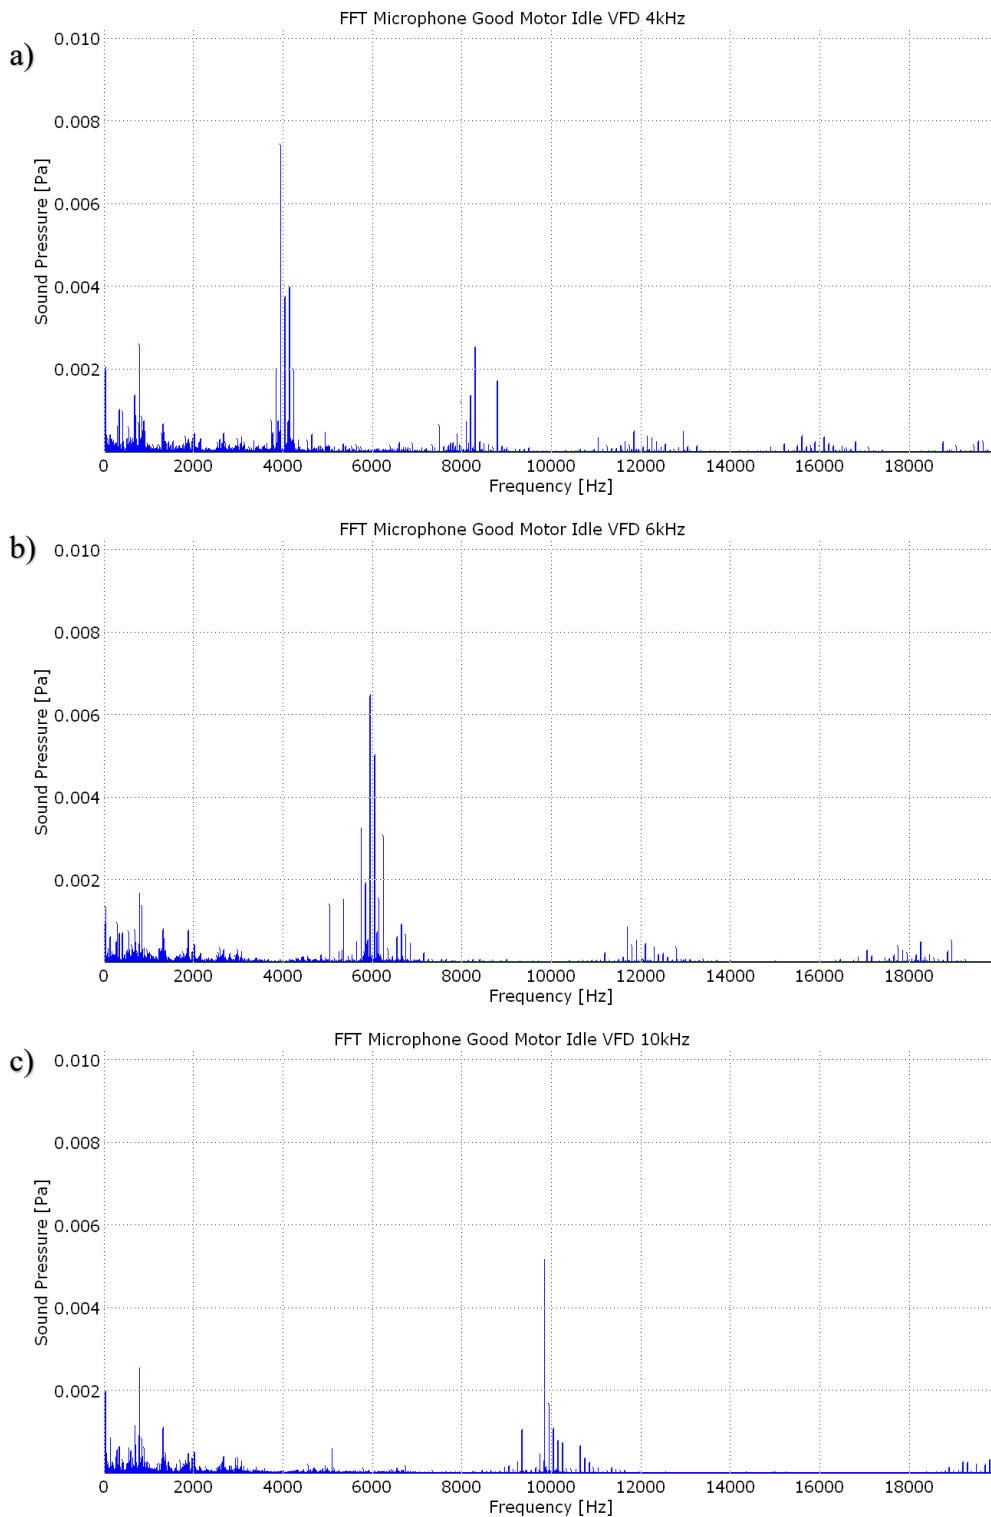 FFT Microphone Good Motor Idle VFD 4kHz
a)
0.010
0.008
0.006
0.004
0.002
Sound Pressure [Pa]
0 2000 4000 6000 8000 10000 12000 14000 16000 18000
Frequency [Hz]
FFT Microphone Good Motor Idle VFD 6kHz
b)
0.010
0.008
0.006
0.004
0.002
Sound Pressure [Pa]
0 2000 4000 6000 8000 10000 12000 14000 16000 18000
Frequency [Hz]
FFT Microphone Good Motor Idle VFD 10kHz
c)
0.010
0.008
0.006
0.004
0.002
Sound Pressure [Pa]
0 2000 4000 6000 8000 10000 12000 14000 16000 18000
Frequency [Hz]